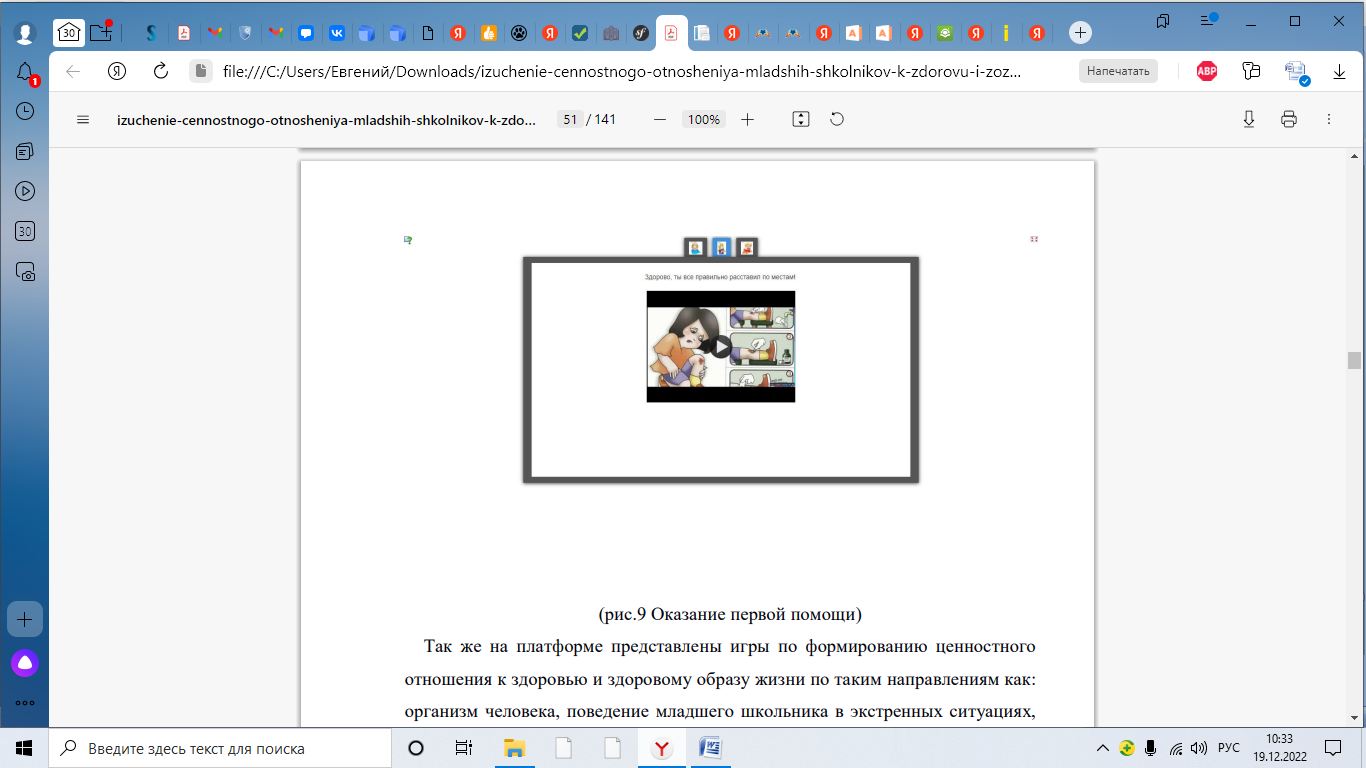 30
file:///C:/Users/Евгений/Downloads/izuchenie-cennostnogo-otnosheniya-mladshih-shkolnikov-k-zdorovu-i-zoz...
Напечатать
ABP
1
izuchenie-cennostnogo-otnosheniya-mladshih-shkolnikov-k-zdo...
51 / 141
100%
30
Здорово, ты все правильно расставил по местам!
(рис.9 Оказание первой помощи)
Так же на платформе представлены игры по формированию ценностного
отношения к здоровью и здоровому образу жизни по таким направлениям как:
организм человека, поведение младшего школьника в экстренных ситуациях,
Введите здесь текст для поиска
РУС
10:33
19.12.2022